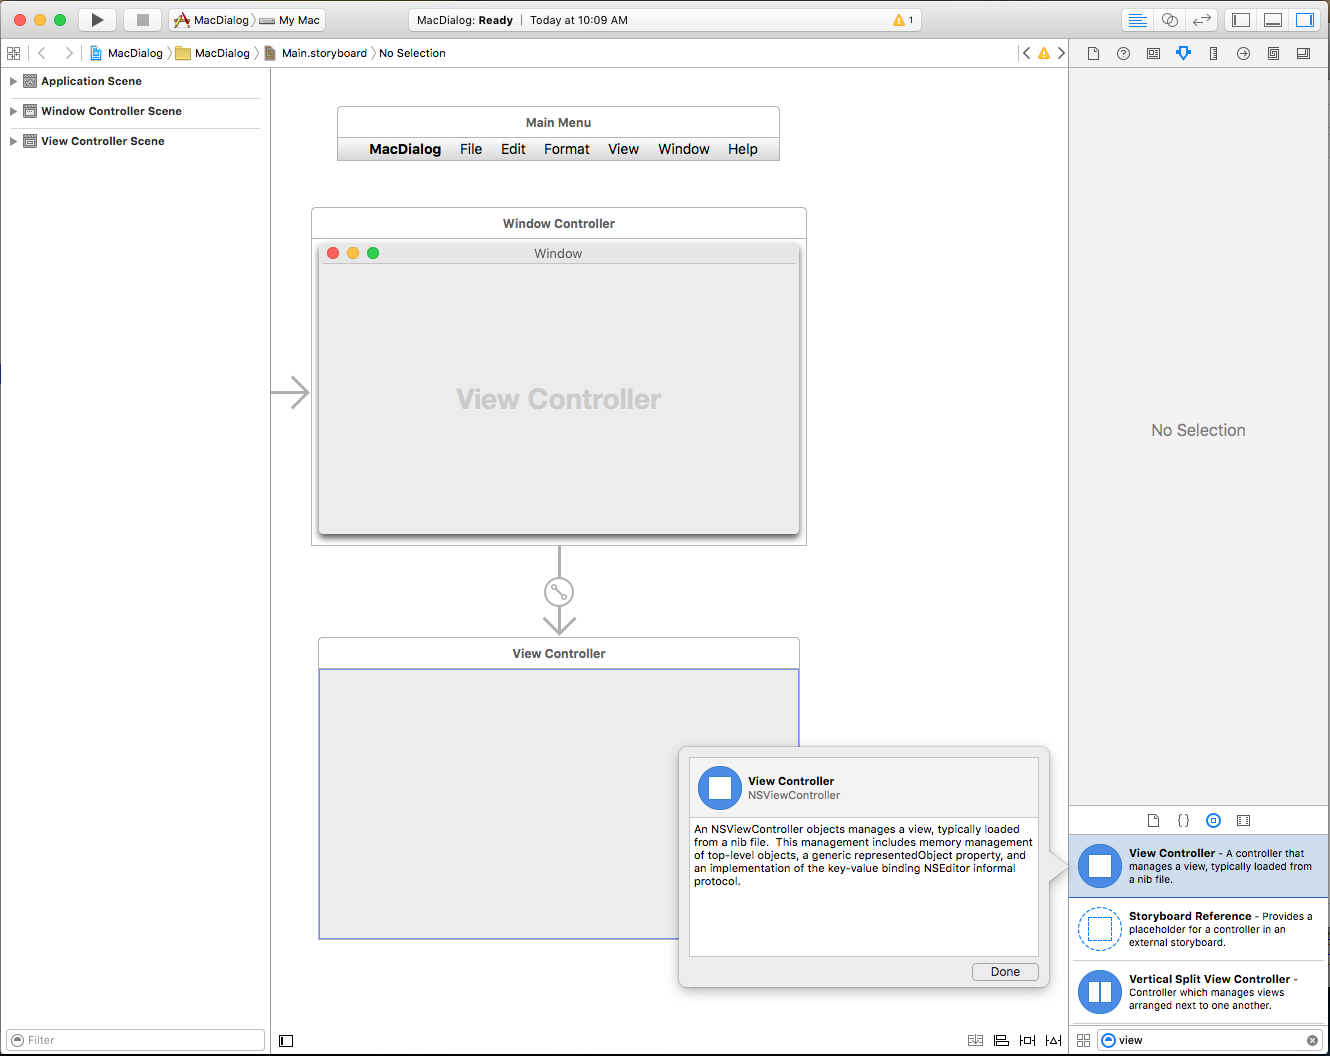 MacDialog My Mac
MacDialog: Ready Today at 10:09 AM
1
MacDialog MacDialog Main.storyboard No Selection
Application Scene
Window Controller Scene
View Controller Scene
Main Menu
MacDialog File Edit Format View Window Help
Window Controller
Window
View Controller
View Controller
View Controller
NSViewController
An NSViewController objects manages a view, typically loaded
from a nib file. This management includes memory management
of top-level objects, a generic representedObject property, and
an implementation of the key-value binding NSEditor informal
protocol.
Done
No Selection
View Controller - A controller that
manages a view, typically loaded from
a nib file.
Storyboard Reference - Provides a
placeholder for a controller in an
external storyboard.
Vertical Split View Controller -
Controller which manages views
arranged next to one another.
Filter
view